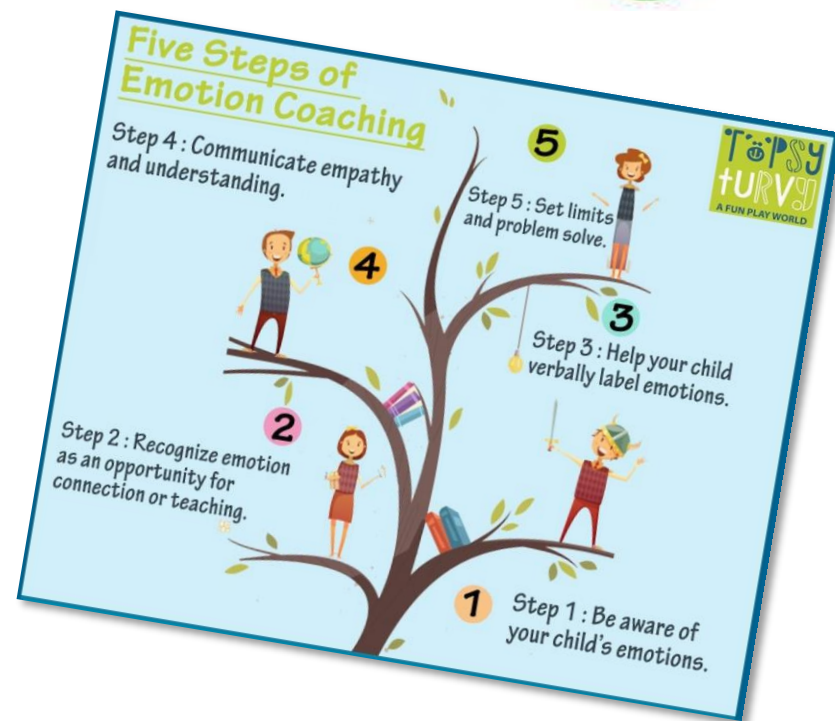 Five Steps of
Emotion Coaching
Step 4 : Communicate empathy
and understanding.
4
5
Step 5 : Set limits
and problem solve.
TOPSY
tURVY
A FUN PLAY WORLD
3
Step 3 : Help your child
verbally label emotions.
2
Step 2 : Recognize emotion
as an opportunity for
connection or teaching.
1
Step 1 : Be aware of
your child's emotions.